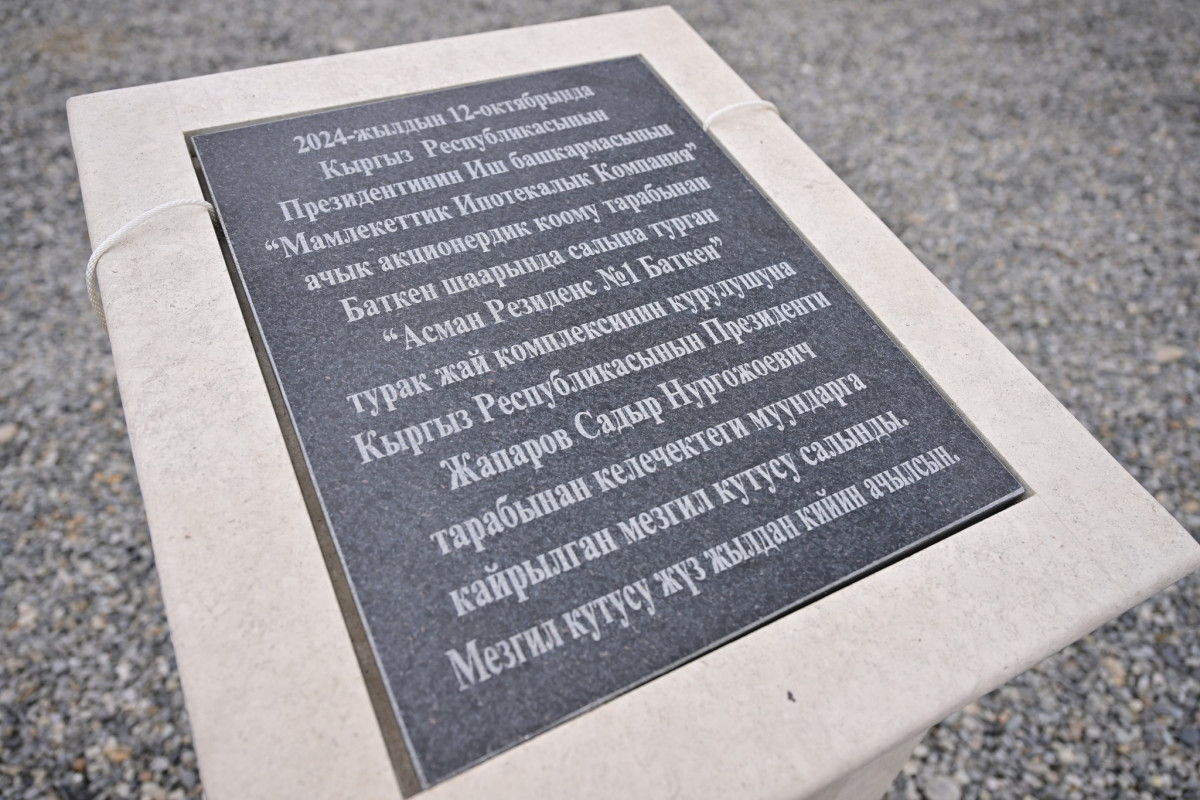 2024-жылдын 12-октябрында
Кыргыз Республикасынын
Президентинин Иш башкармасынын
“Мамлекеттик Ипотекалык Компания”
ачык акционердик коому тарабынан
Баткен шаарында салына турган
“Асман Резиденс №1 Баткен”
турак жай комплексинин курулушуна
Кыргыз Республикасынын Президенти
Жапаров Садыр Нургожоевич
тарабынан келечектеги муундарга
кайрылган мезгил кутусу салынды.
Мезгил кутусу жүз жылдан кийин ачылсын.